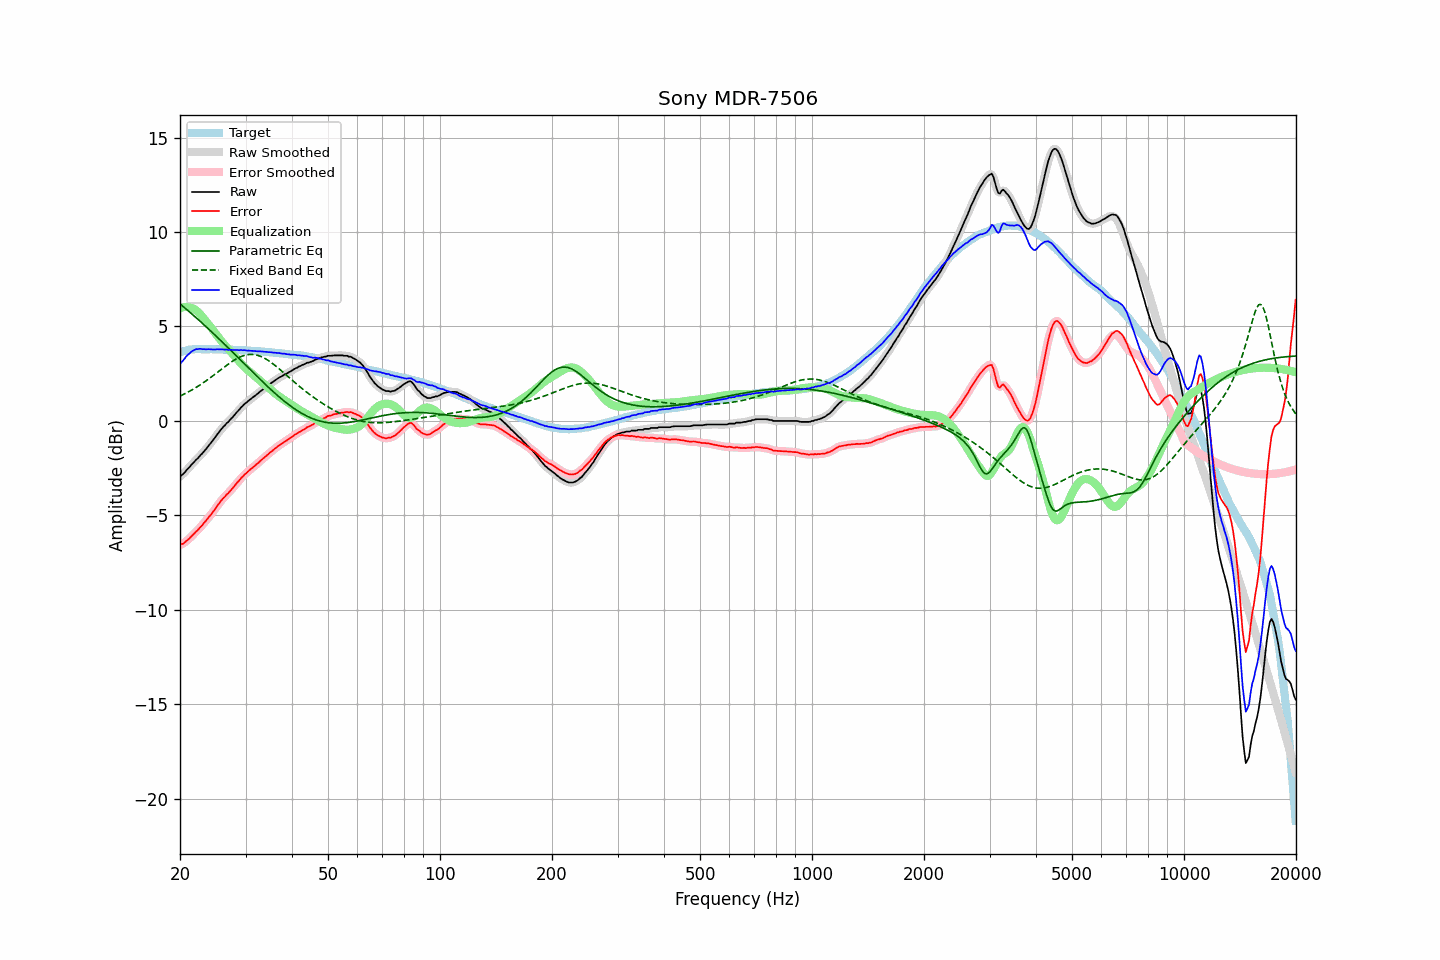 Sony MDR-7506
Amplitude (dBr)
15
10
5
0
−5
−10
−15
−20
Target
Raw Smoothed
Error Smoothed
Raw
Error
Equalization
Parametric Eq
Fixed Band Eq
Equalized
20 50 100 200 500 1000 2000 5000 10000 20000
Frequency (Hz)